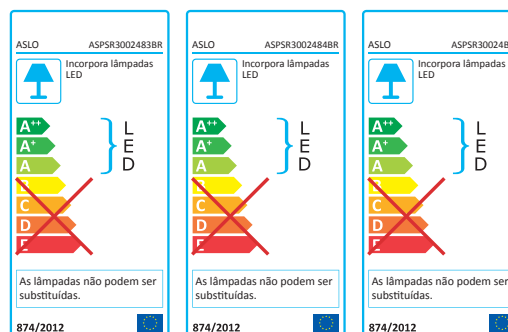 ASLO ASPSR3002483BR
Incorpora lâmpadas
LED
A++
A+
A
C
D
L
E
D
As lâmpadas não podem ser
substituídas.
874/2012
ASLO ASPSR3002484BR
Incorpora lâmpadas
LED
A++
A+
A
C
D
L
E
D
As lâmpadas não podem ser
substituídas.
874/2012
ASLO
Incorpora lâmpadas
LED
A++
A+
A
C
D
L
E
D
As lâmpadas não podem ser
substituídas.
874/2012